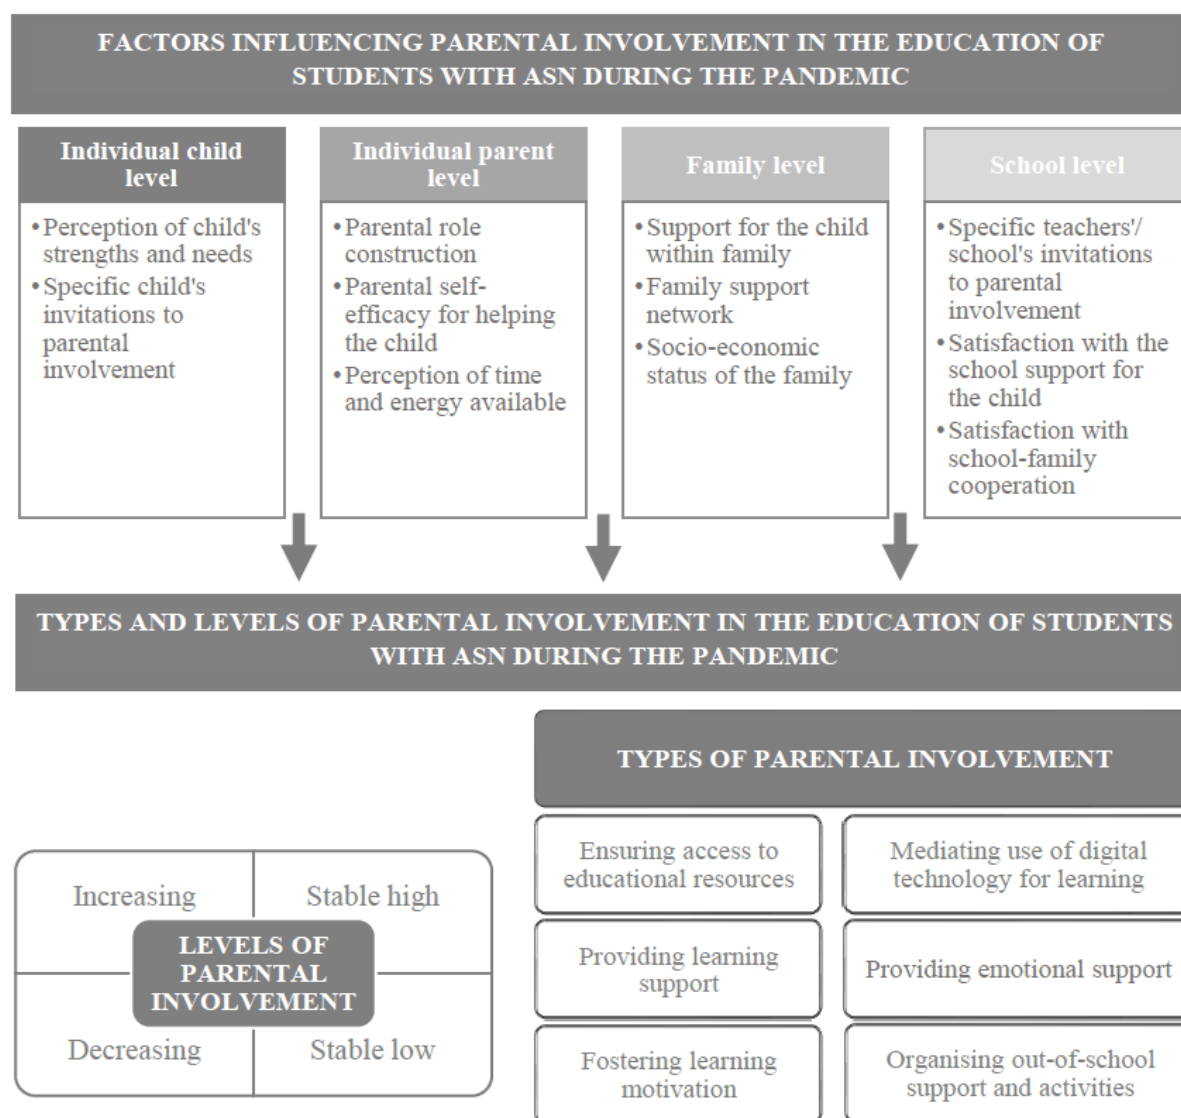 FACTORS INFLUENCING PARENTAL INVOLVEMENT IN THE EDUCATION OF
STUDENTS WITH ASN DURING THE PANDEMIC
Individual child
level
•Perception of child's
strengths and needs
•Specific child's
invitations to
parental
involvement
Individual parent
level
•Parental role
construction
•Parental self-
efficacy for helping
the child
•Perception of time
and energy available
Family level
•Support for the child
within family
•Family support
network
•Socio-economic
status of the family
School level
•Specific teachers'/
school's invitations
to parental
involvement
•Satisfaction with the
school support for
the child
•Satisfaction with
school-family
cooperation
TYPES AND LEVELS OF PARENTAL INVOLVEMENT IN THE EDUCATION OF STUDENTS
WITH ASN DURING THE PANDEMIC
Increasing
Stable high
LEVELS OF
PARENTAL
INVOLVEMENT
Decreasing
Stable low
TYPES OF PARENTAL INVOLVEMENT
Ensuring access to
educational resources
Mediating use of digital
technology for learning
Providing learning
support
Providing emotional support
Fostering learning
motivation
Organising out-of-school
support and activities